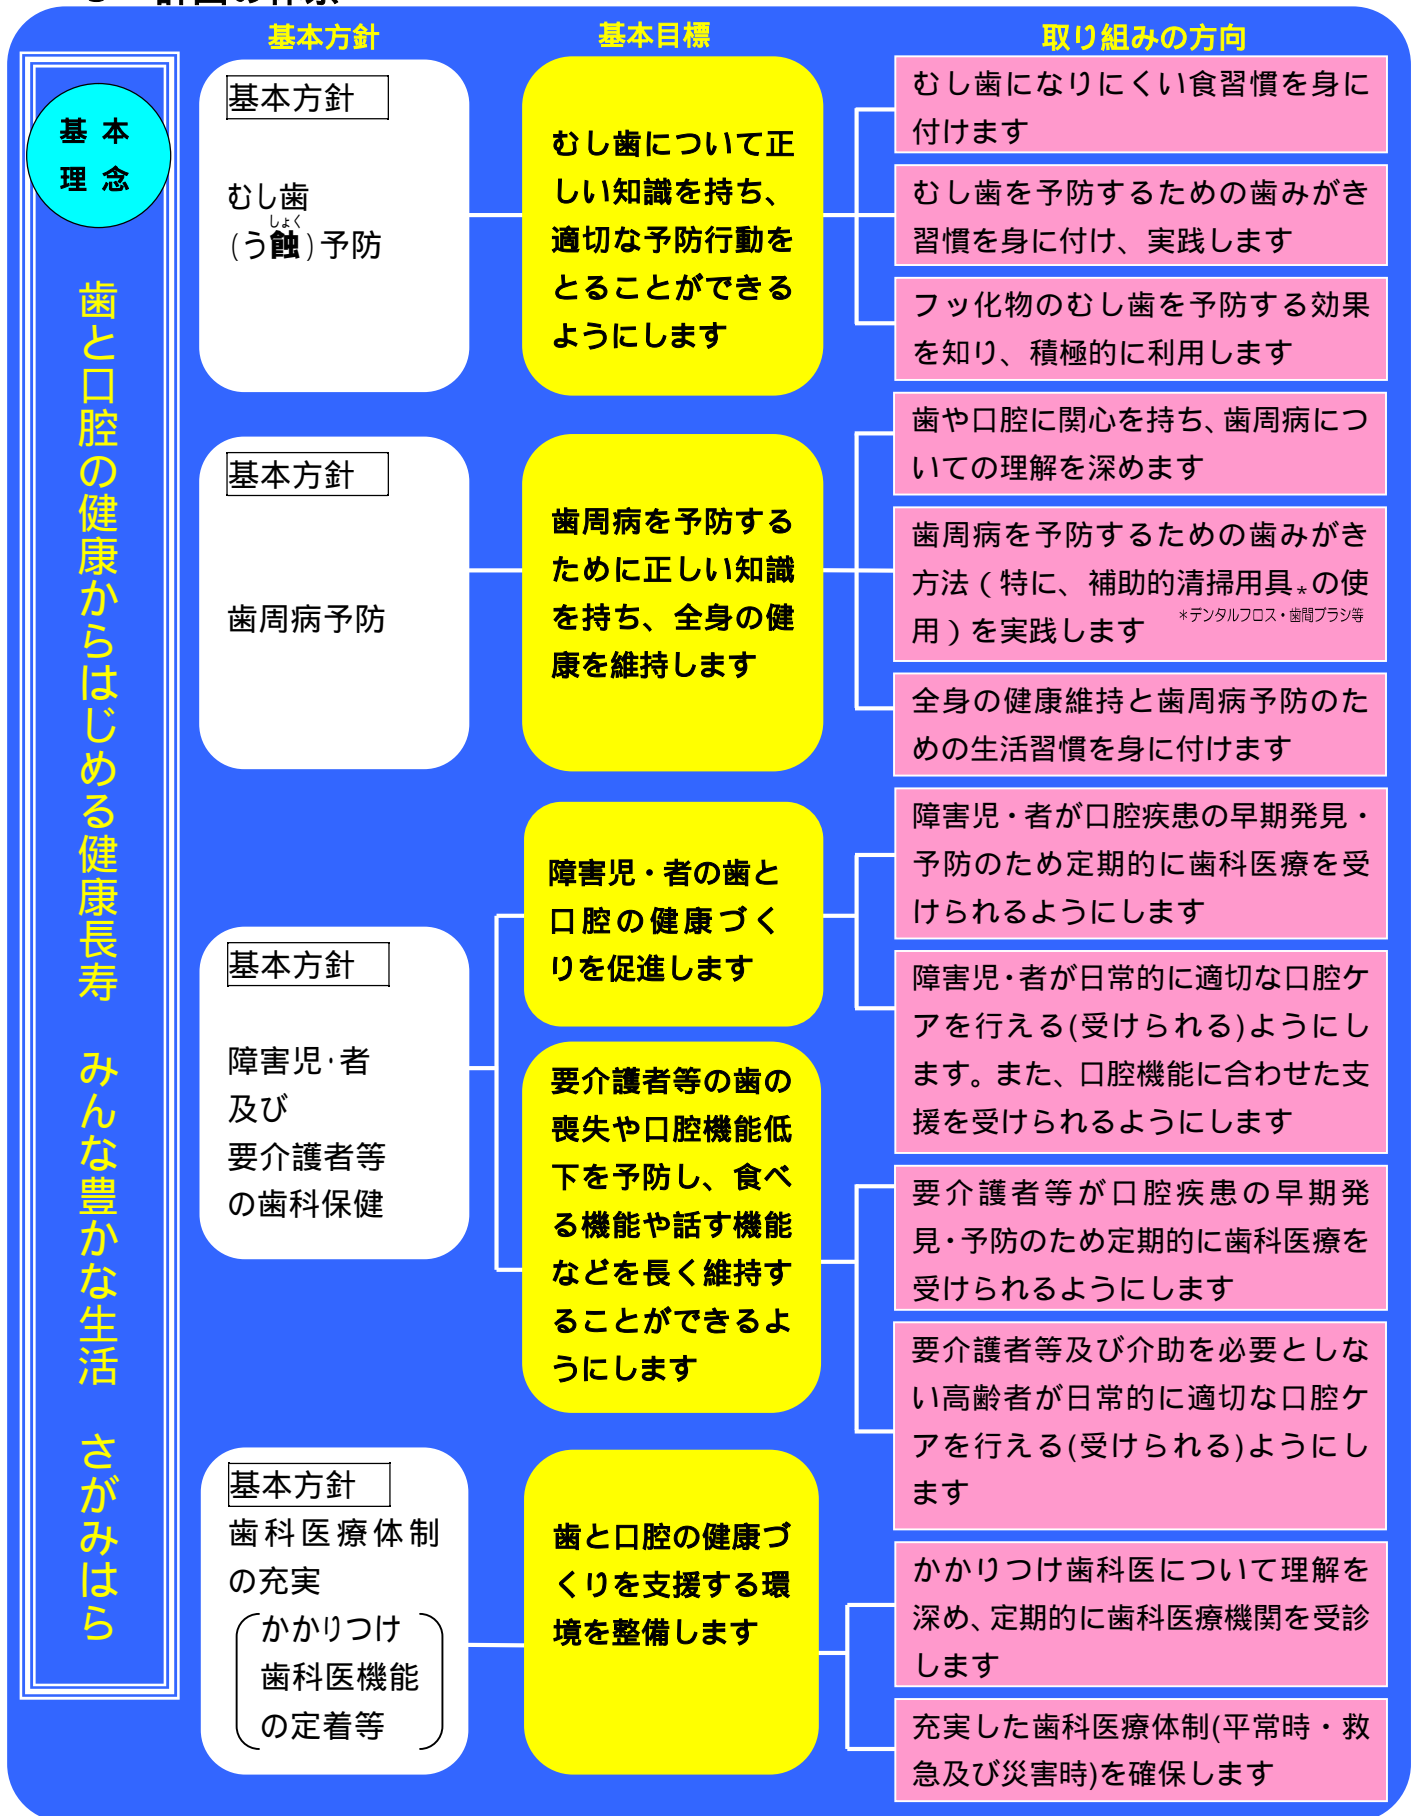 基本方針
基本目標
取り組みの方向
基本
理念
歯と口腔の健康からはじめる健康長寿　みんな豊かな生活　さがみはら
基本方針
むし歯
しょく
(う蝕)予防
むし歯について正
しい知識を持ち、
適切な予防行動を
とることができる
ようにします
むし歯になりにくい食習慣を身に
付けます
むし歯を予防するための歯みがき
習慣を身に付け、実践します
フッ化物のむし歯を予防する効果
を知り、積極的に利用します
基本方針
歯周病予防
歯周病を予防する
ために正しい知識
を持ち、全身の健
康を維持します
歯や口腔に関心を持ち、歯周病につ
いての理解を深めます
歯周病を予防するための歯みがき
方法（特に、補助的清掃用具*の使
用）を実践します
*デンタルフロス・歯間ブラシ等
全身の健康維持と歯周病予防のた
めの生活習慣を身に付けます
基本方針
障害児・者
及び
要介護者等
の歯科保健
障害児・者の歯と
口腔の健康づく
りを促進します
障害児・者が口腔疾患の早期発見・
予防のため定期的に歯科医療を受
けられるようにします
障害児・者が日常的に適切な口腔ケ
アを行える(受けられる)ようにし
ます。また、口腔機能に合わせた支
援を受けられるようにします
要介護者等の歯の
喪失や口腔機能低
下を予防し、食べ
る機能や話す機能
などを長く維持す
ることができるよ
うにします
要介護者等が口腔疾患の早期発
見・予防のため定期的に歯科医療を
受けられるようにします
要介護者等及び介助を必要としな
い高齢者が日常的に適切な口腔ケ
アを行える(受けられる)ようにし
ます
基本方針
歯科医療体制
の充実
かかりつけ
歯科医機能
の定着等
歯と口腔の健康づ
くりを支援する環
境を整備します
かかりつけ歯科医について理解を
深め、定期的に歯科医療機関を受診
します
充実した歯科医療体制(平常時・救
急及び災害時)を確保します